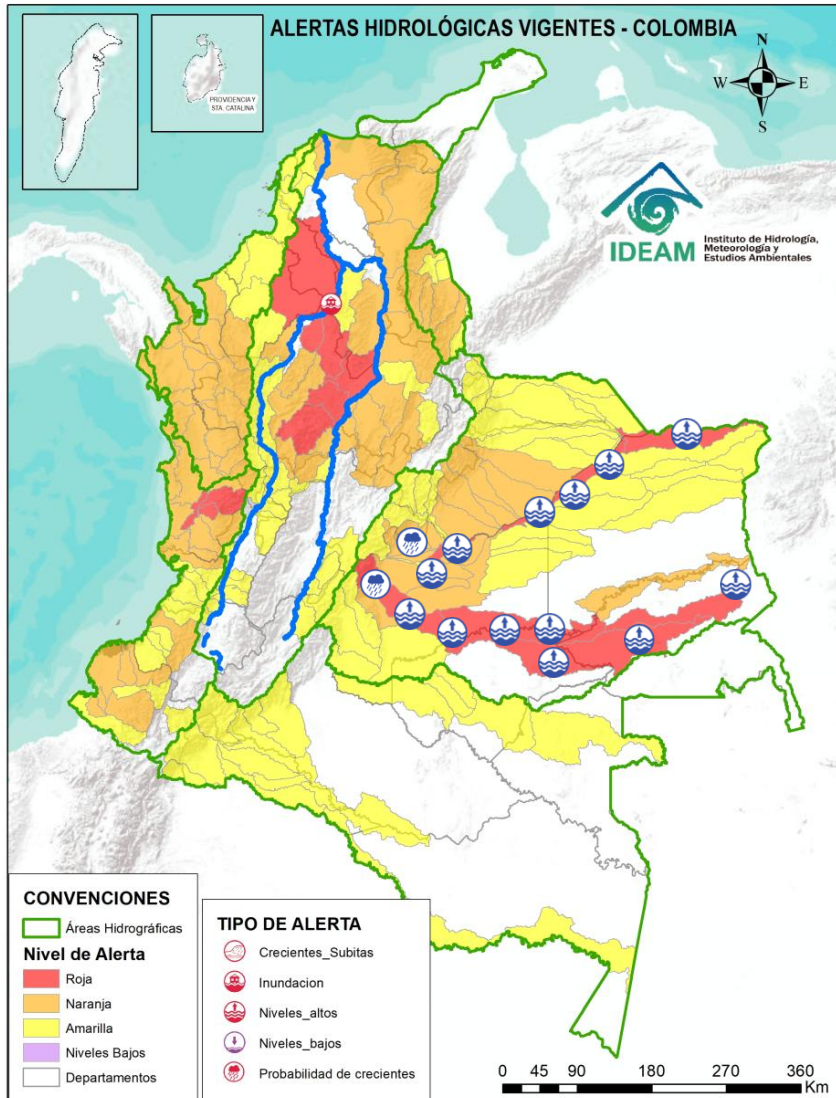 ALERTAS HIDROLÓGICAS VIGENTES - COLOMBIA
PROVIDENCIA Y
STA. CATALINA
N
W
E
S
IDEAM
Instituto de Hidrología,
Meteorología y
Estudios Ambientales
CONVENCIONES
Áreas Hidrográficas
Nivel de Alerta
Roja
Naranja
Amarilla
Niveles Bajos
Departamentos
TIPO DE ALERTA
Crecientes_Subitas
Inundacion
Niveles_altos
Niveles_bajos
Probabilidad de crecientes
0 45 90 180 270 360
Km